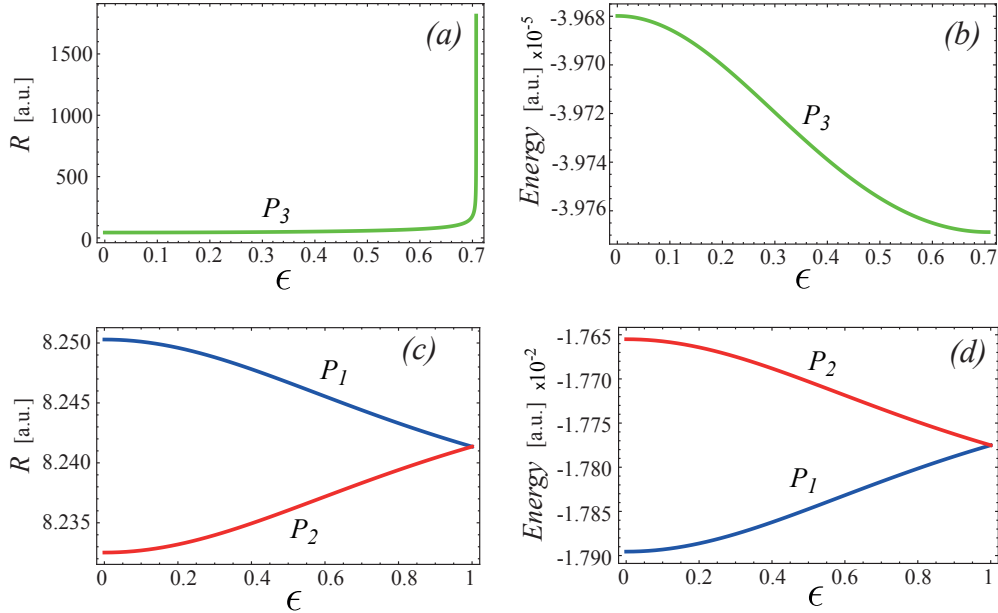 (a)
R [a.u.]
1500
1000
500
0
P3
0 0.1 0.2 0.3 0.4 0.5 0.6 0.7
ϵ
(b)
Energy [a.u.] x10-5
-3.968
-3.970
-3.972
-3.974
-3.976
P3
0 0.1 0.2 0.3 0.4 0.5 0.6 0.7
ϵ
(c)
R [a.u.]
8.250
8.245
8.240
8.235
P1
P2
0 0.2 0.4 0.6 0.8 1
ϵ
(d)
Energy [a.u.] x10-2
-1.765
-1.770
-1.775
-1.780
-1.785
-1.790
P2
P1
0 0.2 0.4 0.6 0.8 1
ϵ